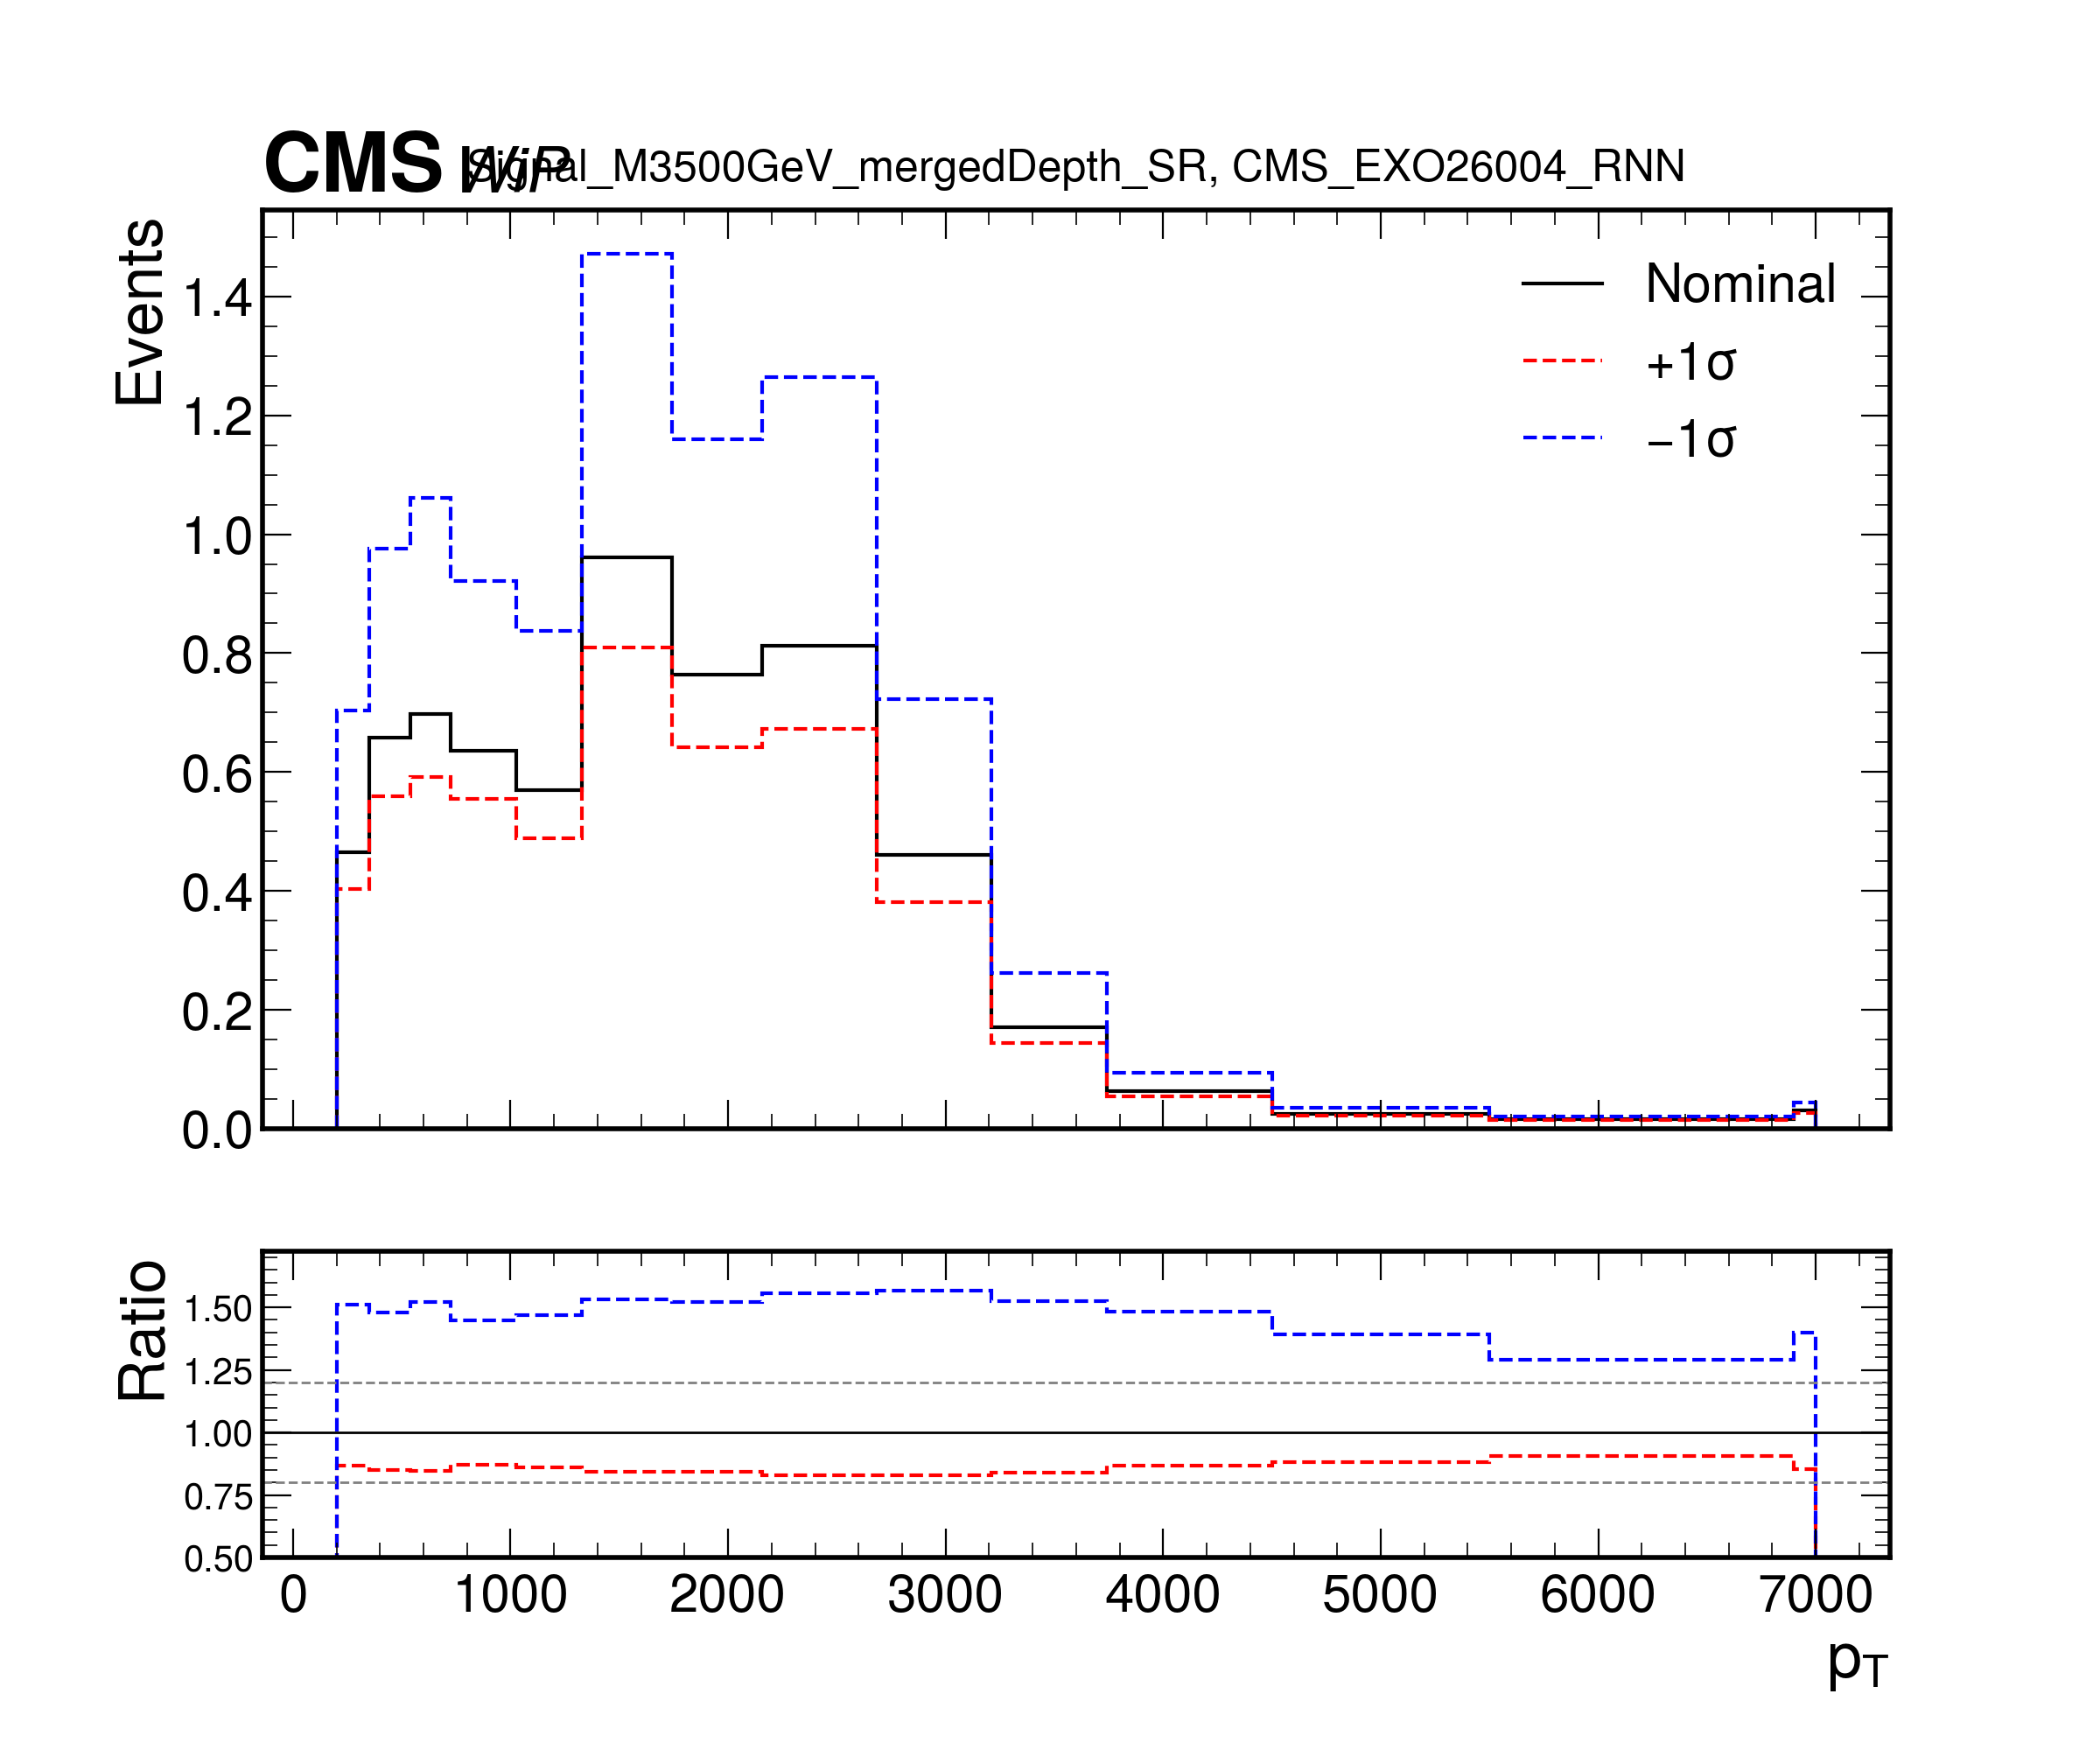 CMS WiP Signal_M3500GeV_mergedDepth_SR, CMS_EXO26004_RNN
Events
1.4
1.2
1.0
0.8
0.6
0.4
0.2
0.0
Nominal
+1σ
−1σ
Ratio
1.50
1.25
1.00
0.75
0.50
0 1000 2000 3000 4000 5000 6000 7000
pT